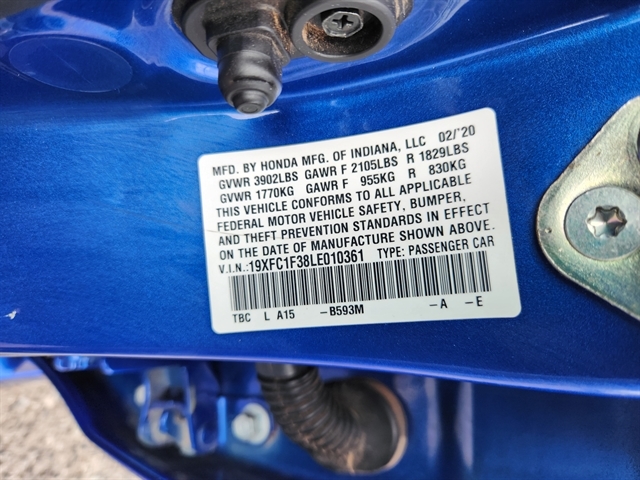 MFD. BY HONDA MFG. OF INDIANA, LLC 02/'20
GVWR 3902LBS GAWR F 2105LBS R 1829LBS
GVWR 1770KG GAWR F 955KG R 830KG
THIS VEHICLE CONFORMS TO ALL APPLICABLE
FEDERAL MOTOR VEHICLE SAFETY, BUMPER,
AND THEFT PREVENTION STANDARDS IN EFFECT
ON THE DATE OF MANUFACTURE SHOWN ABOVE.
V.I.N.:19XFC1F38LE010361 TYPE: PASSENGER CAR
TBC L A15 -B593M -A -E